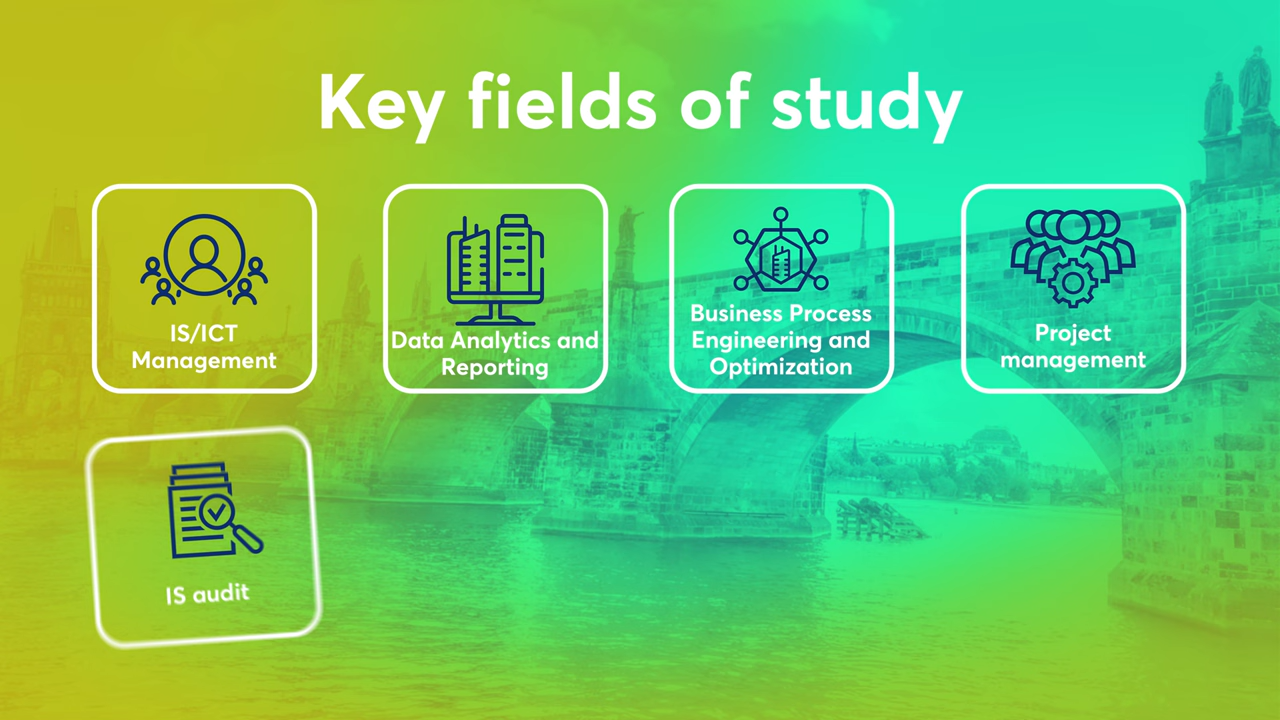 Key fields of study
IS/ICT
Management
Data Analytics and
Reporting
Business Process
Engineering and
Optimization
Project
management
IS audit